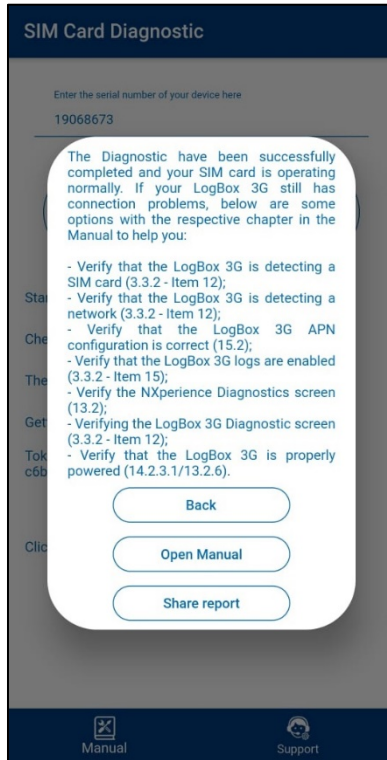 SIM Card Diagnostic
Enter the serial number of your device here
19068673
The Diagnostic have been successfully
completed and your SIM card is operating
normally. If your LogBox 3G still has
connection problems, below are some
options with the respective chapter in the
Manual to help you:
- Verify that the LogBox 3G is detecting a
SIM card (3.3.2 - Item 12);
- Verify that the LogBox 3G is detecting a
network (3.3.2 - Item 12);
- Verify that the LogBox 3G APN
configuration is correct (15.2);
- Verify that the LogBox 3G logs are enabled
(3.3.2 - Item 15);
- Verify the NXperience Diagnostics screen
(13.2);
- Verifying the LogBox 3G Diagnostic screen
(3.3.2 - Item 12);
- Verify that the LogBox 3G is properly
powered (14.2.3.1/13.2.6).
Back
Open Manual
Share report
Sta
Che
The
Get
Tok
c6b
Clic
Manual
Support